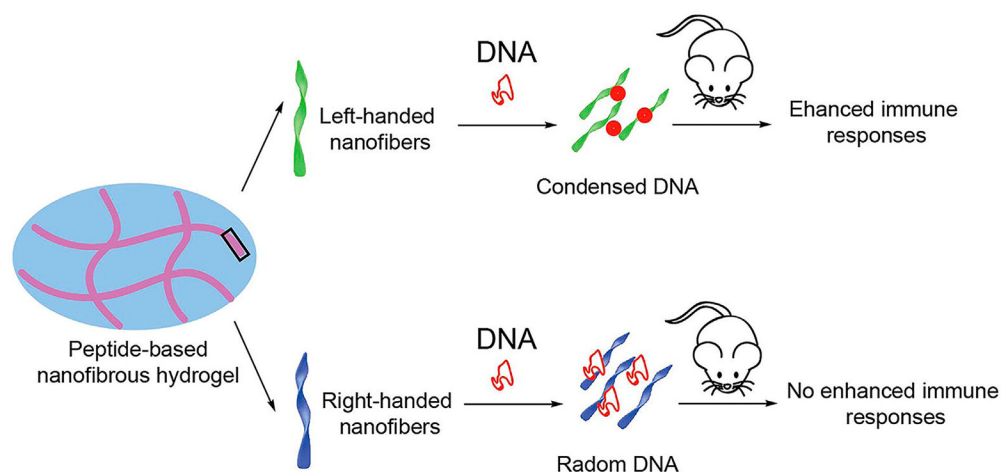 DNA
Left-handed
nanofibers
Condensed DNA
Ehanced immune
responses
Peptide-based
nanofibrous hydrogel
DNA
Right-handed
nanofibers
Radom DNA
No enhanced immune
responses